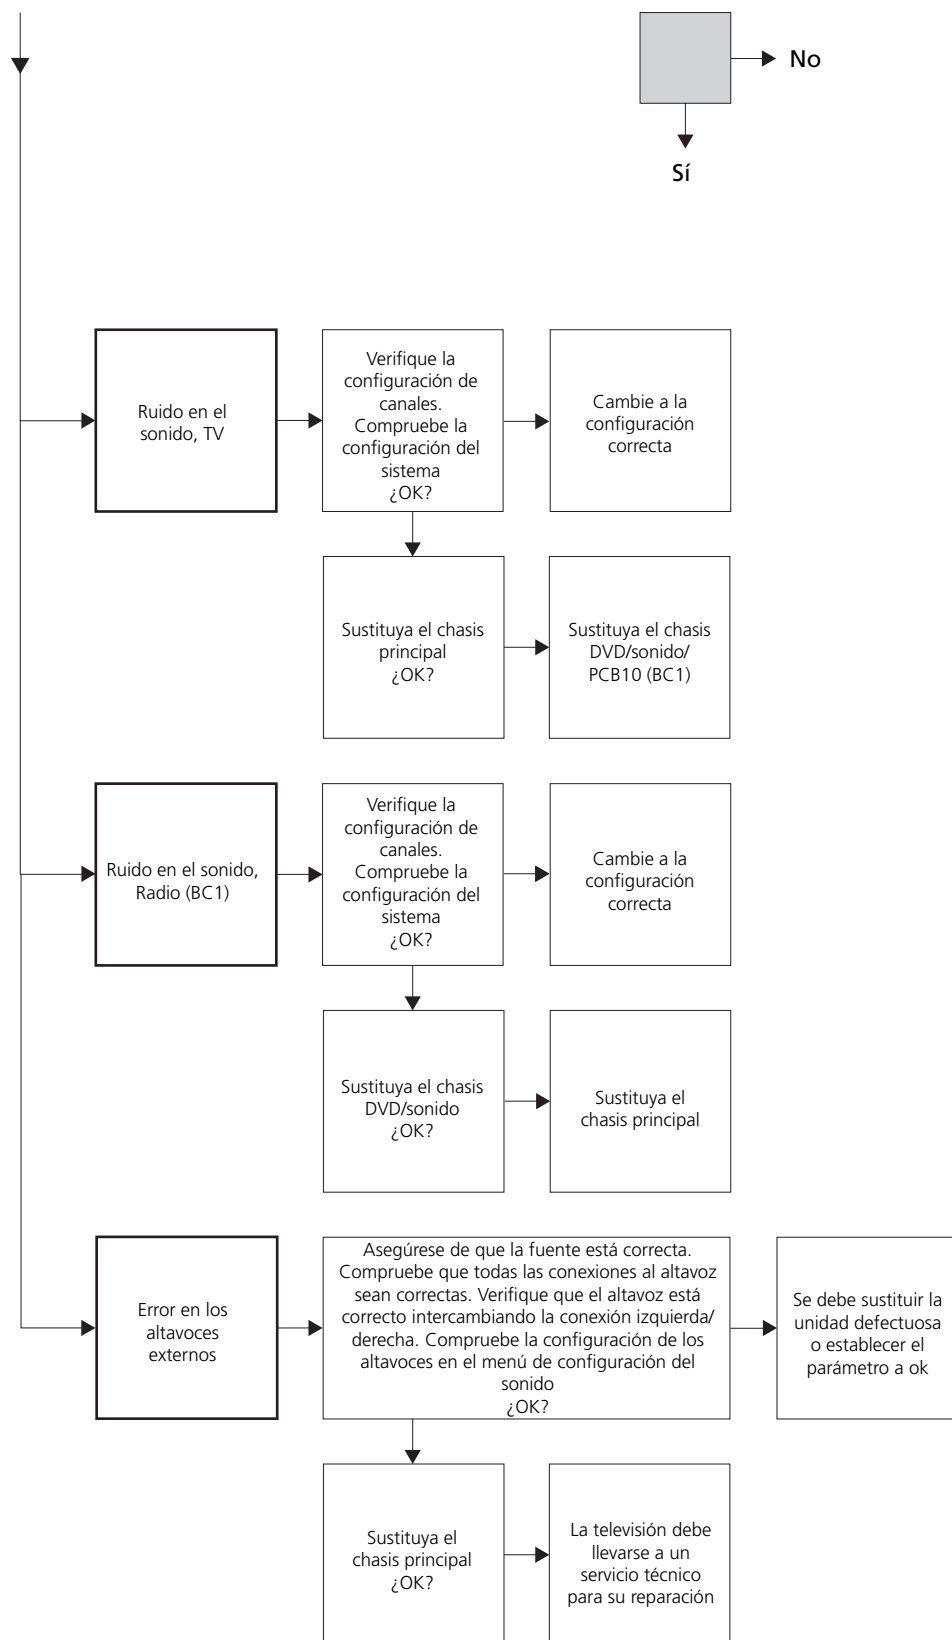 No
Sí
Ruido en el
sonido, TV
Verifique la
configuración de
canales.
Compruebe la
configuración del
sistema
¿OK?
Cambie a la
configuración
correcta
Sustituya el chasis
principal
¿OK?
Sustituya el chasis
DVD/sonido/
PCB10 (BC1)
Ruido en el sonido,
Radio (BC1)
Verifique la
configuración de
canales.
Compruebe la
configuración del
sistema
¿OK?
Cambie a la
configuración
correcta
Sustituya el chasis
DVD/sonido
¿OK?
Sustituya el
chasis principal
Error en los
altavoces
externos
Asegúrese de que la fuente está correcta.
Compruebe que todas las conexiones al altavoz
sean correctas. Verifique que el altavoz está
correcto intercambiando la conexión izquierda/
derecha. Compruebe la configuración de los
altavoces en el menú de configuración del
sonido
¿OK?
Se debe sustituir la
unidad defectuosa
o establecer el
parámetro a ok
Sustituya el
chasis principal
¿OK?
La televisión debe
llevarse a un
servicio técnico
para su reparación